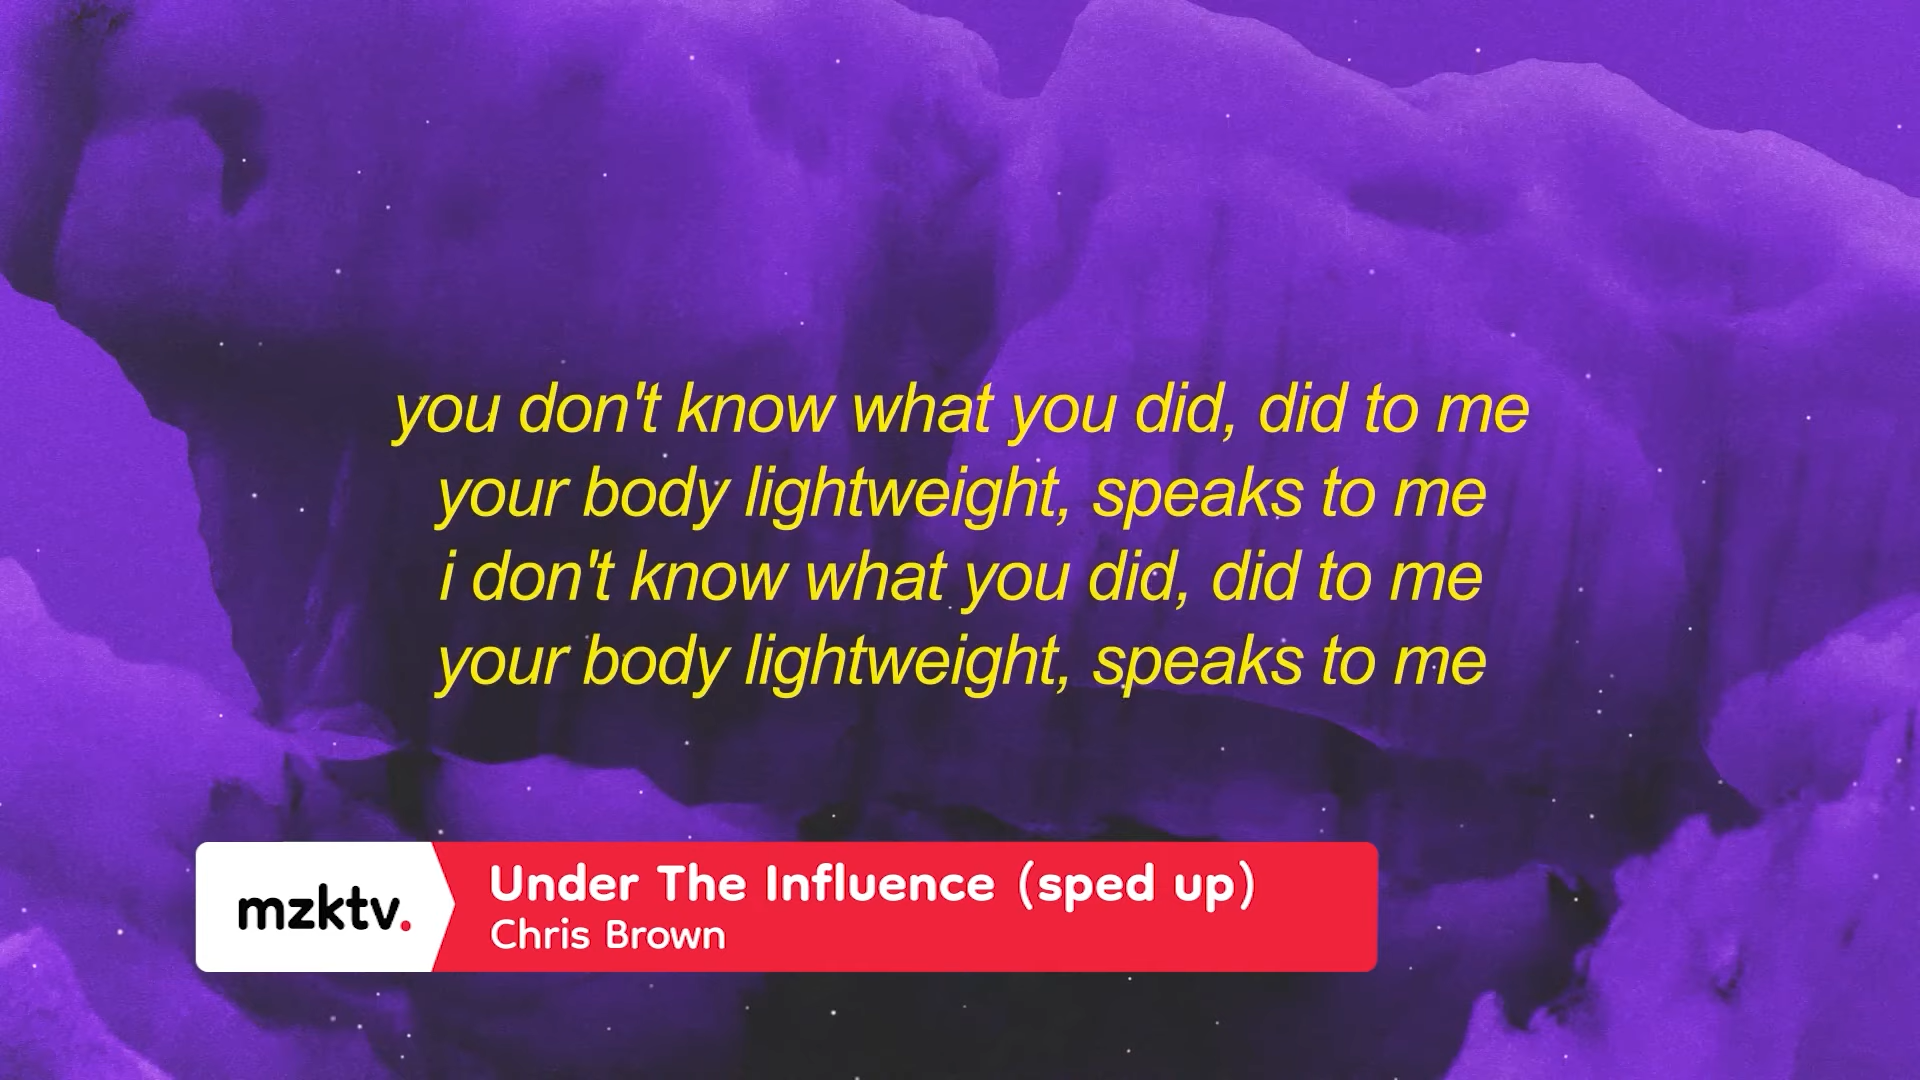 you don't know what you did, did to me
your body lightweight, speaks to me
i don't know what you did, did to me
your body lightweight, speaks to me
mzktv.
Under The Influence (sped up)
Chris Brown